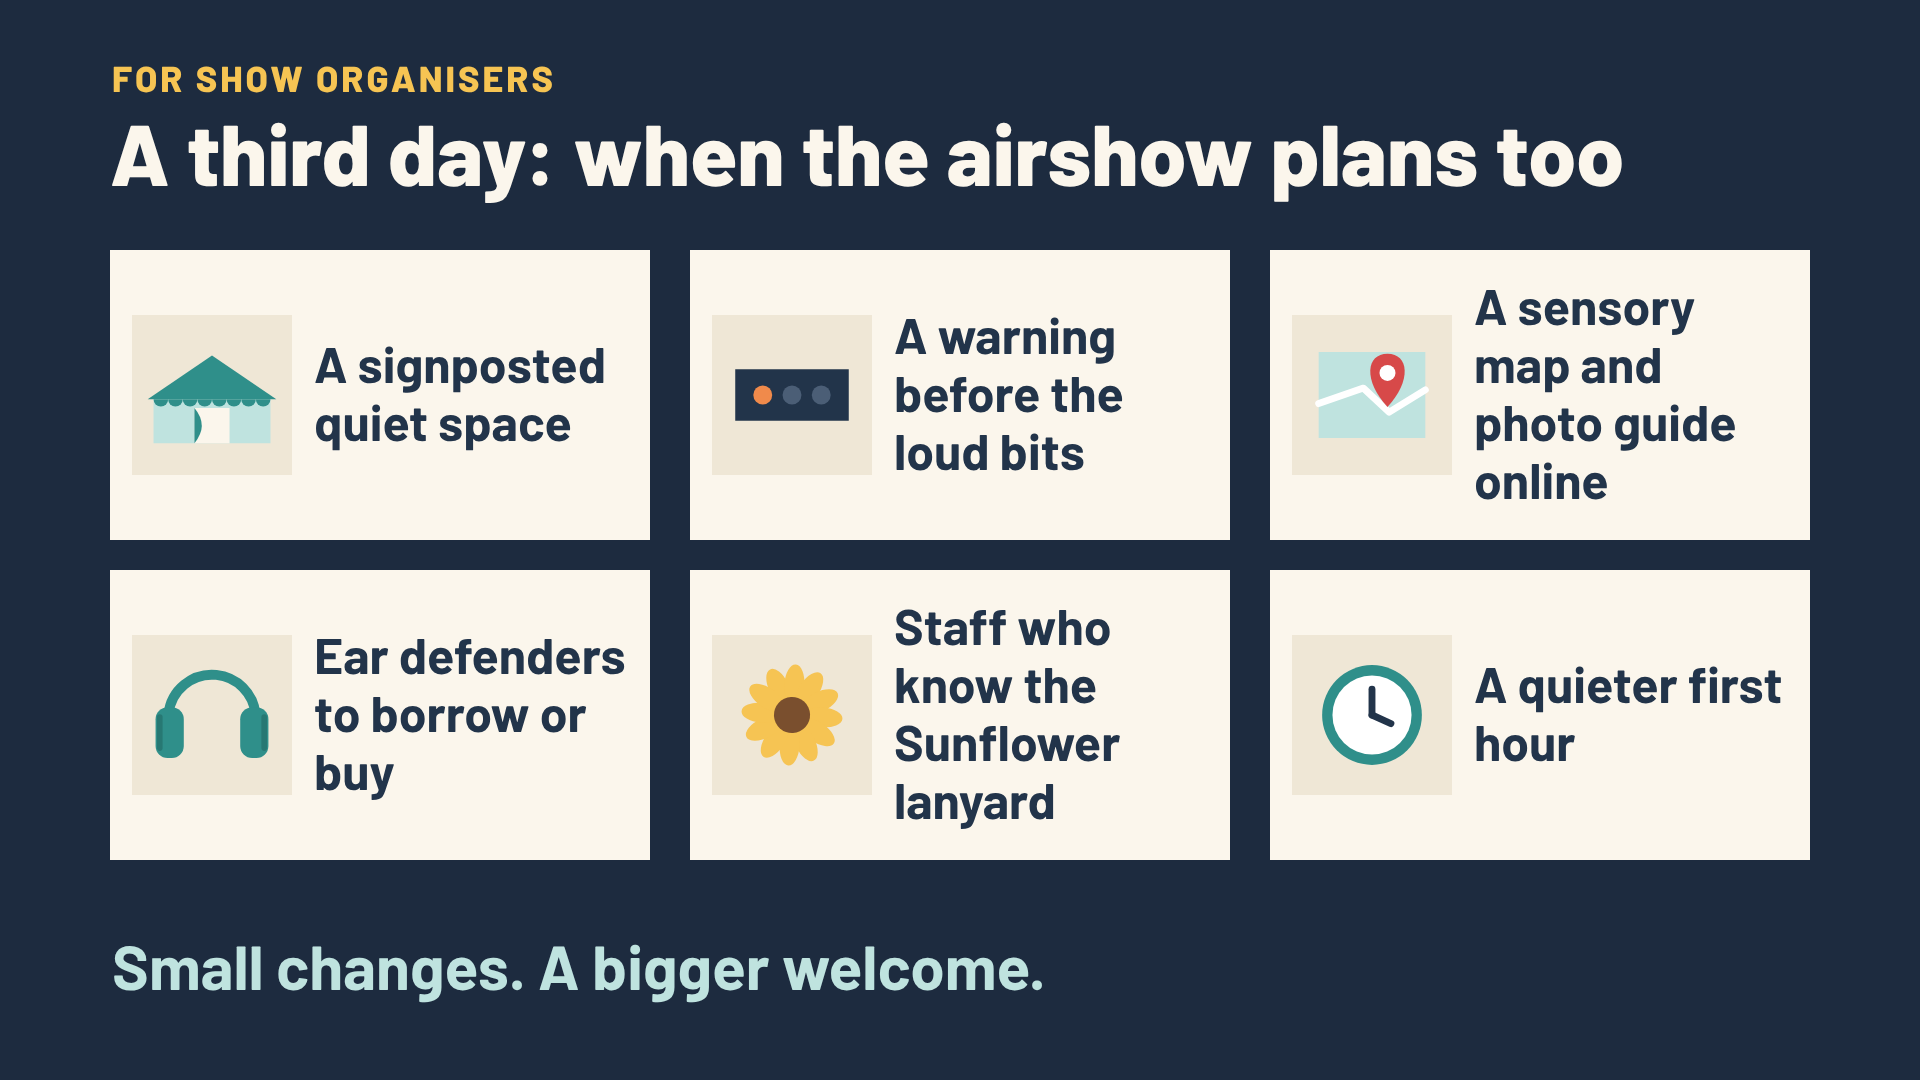 FOR SHOW ORGANISERS
A third day: when the airshow plans too
A signposted
quiet space
A warning
before the
loud bits
A sensory
map and
photo guide
online
Ear defenders
to borrow or
buy
Staff who
know the
Sunflower
lanyard
A quieter first
hour
Small changes. A bigger welcome.